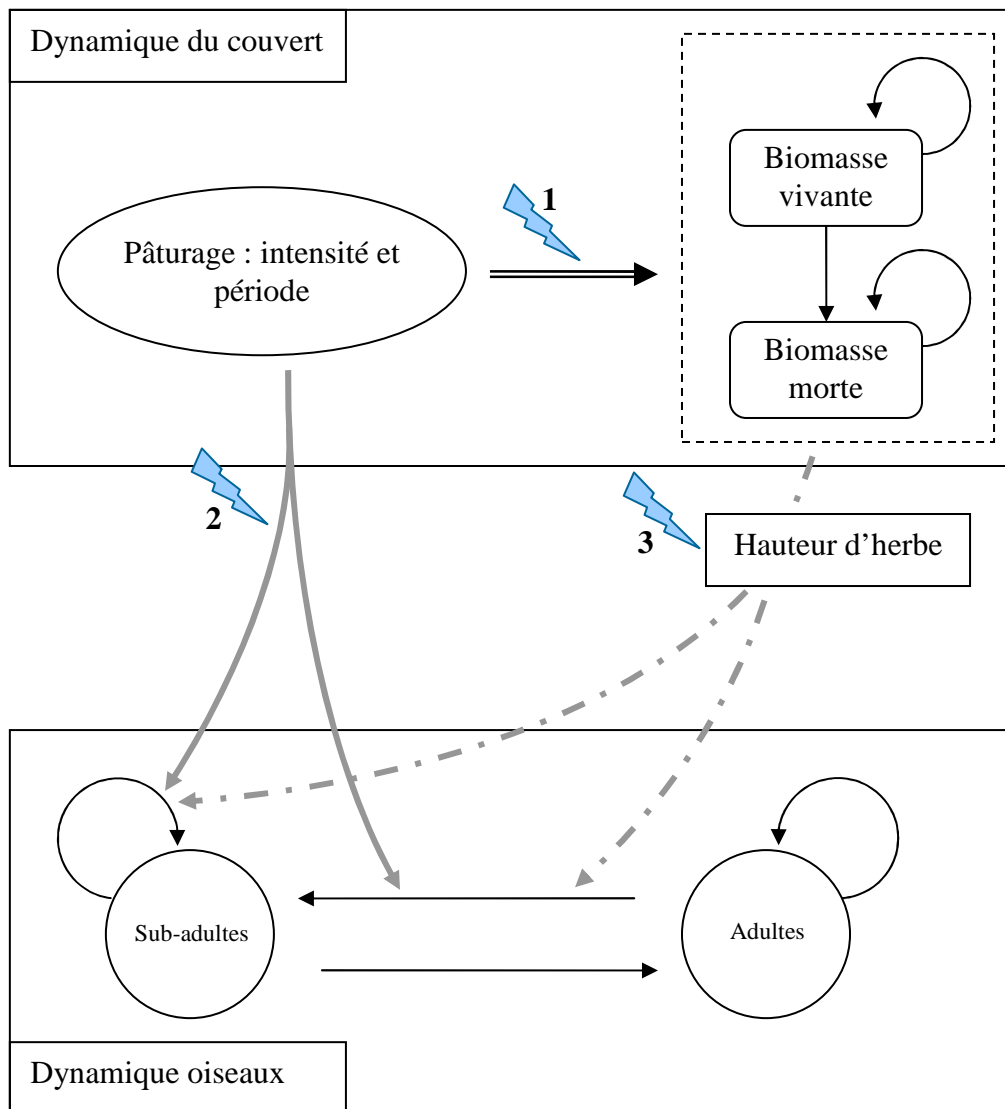 Dynamique du couvert
Biomasse
vivante
1
Pâturage : intensité et
période
Biomasse
morte
2
3
Hauteur d’herbe
Sub-adultes
Adultes
Dynamique oiseaux